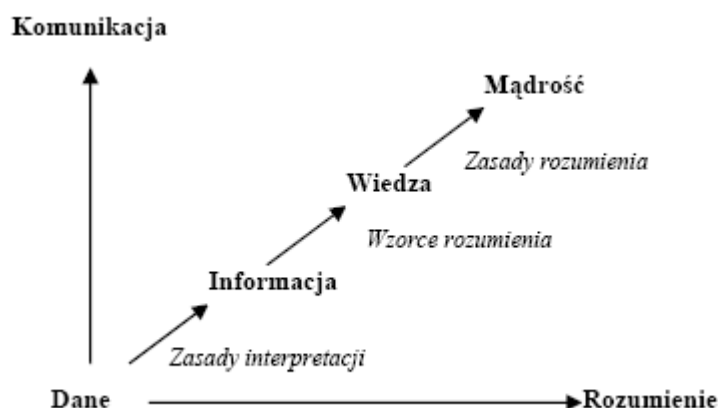 Komunikacja
Mądrość
Zasady rozumienia
Wiedza
Wzorce rozumienia
Informacja
Zasady interpretacji
Dane
Rozumienie